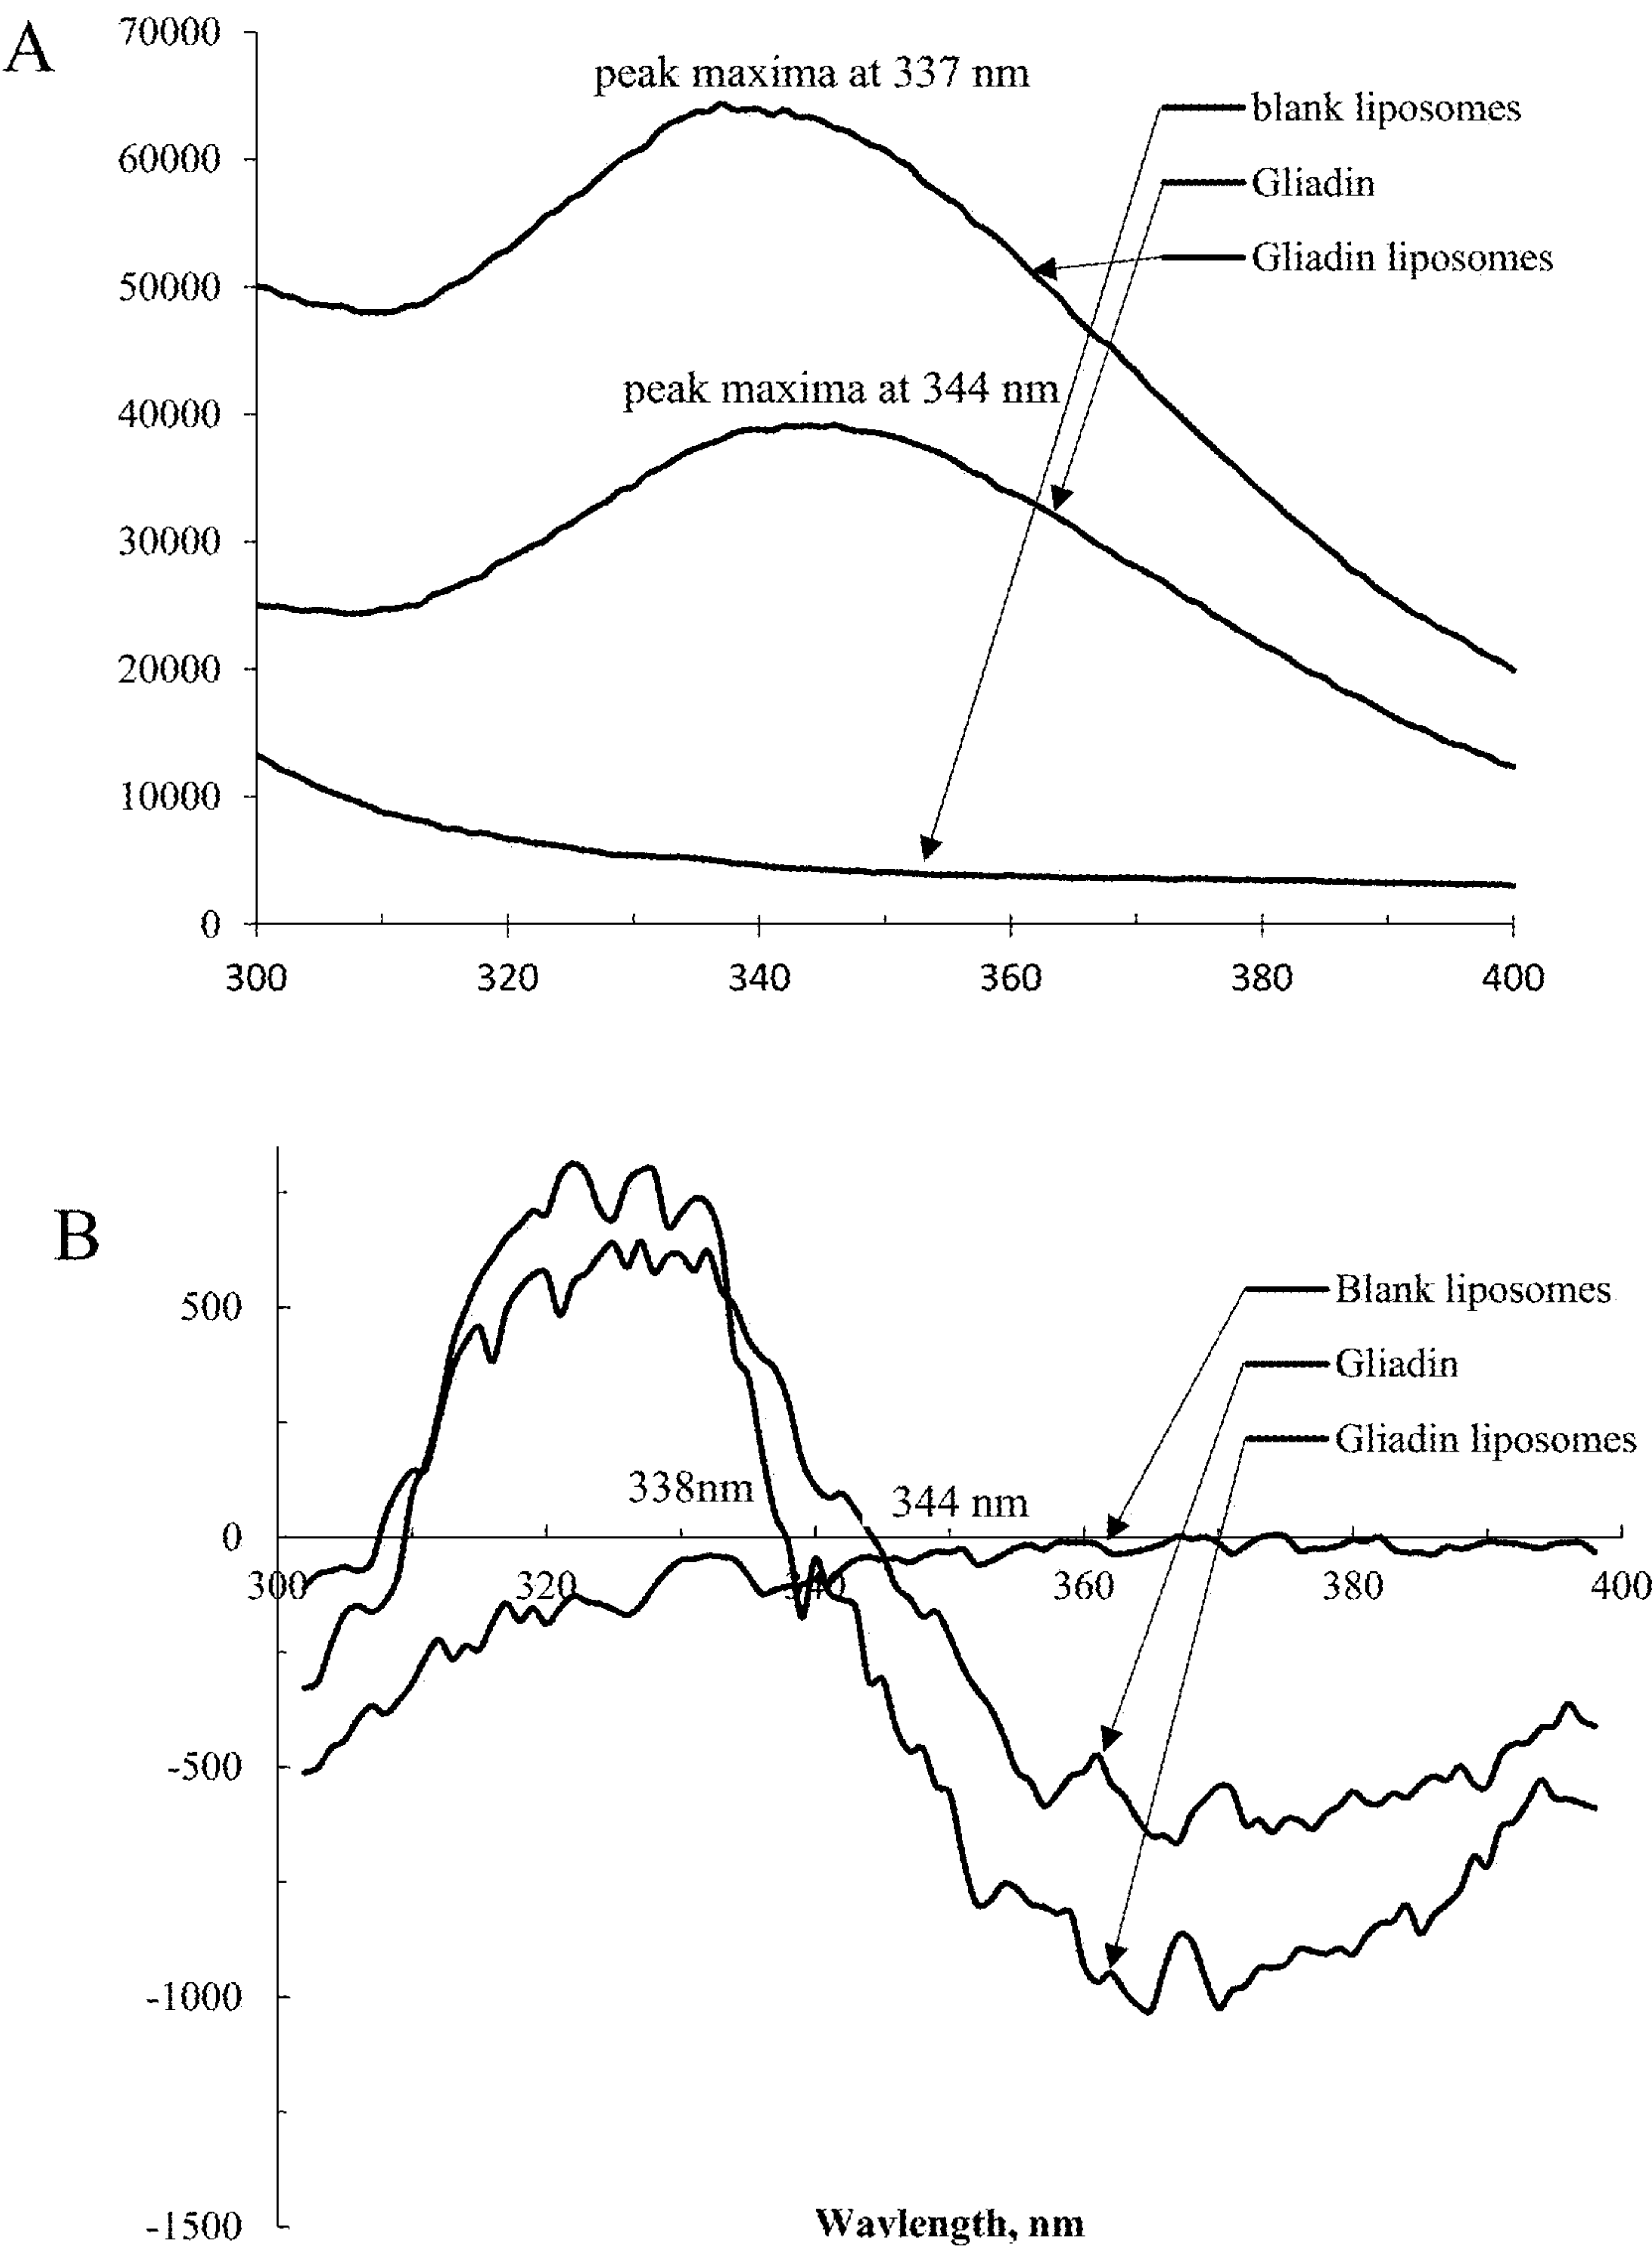 A
70000
peak maxima at 337 nm
blank liposomes
60000
Gliadin
Gliadin liposomes
50000
peak maxima at 344 nm
40000
30000
20000
10000
0
300 320 340 360 380 400
B
Blank liposomes
500
Gliadin
Gliadin liposomes
338nm
344 nm
0
300 320 340 360 380 400
-500
-1000
-1500
Wavlength, nm